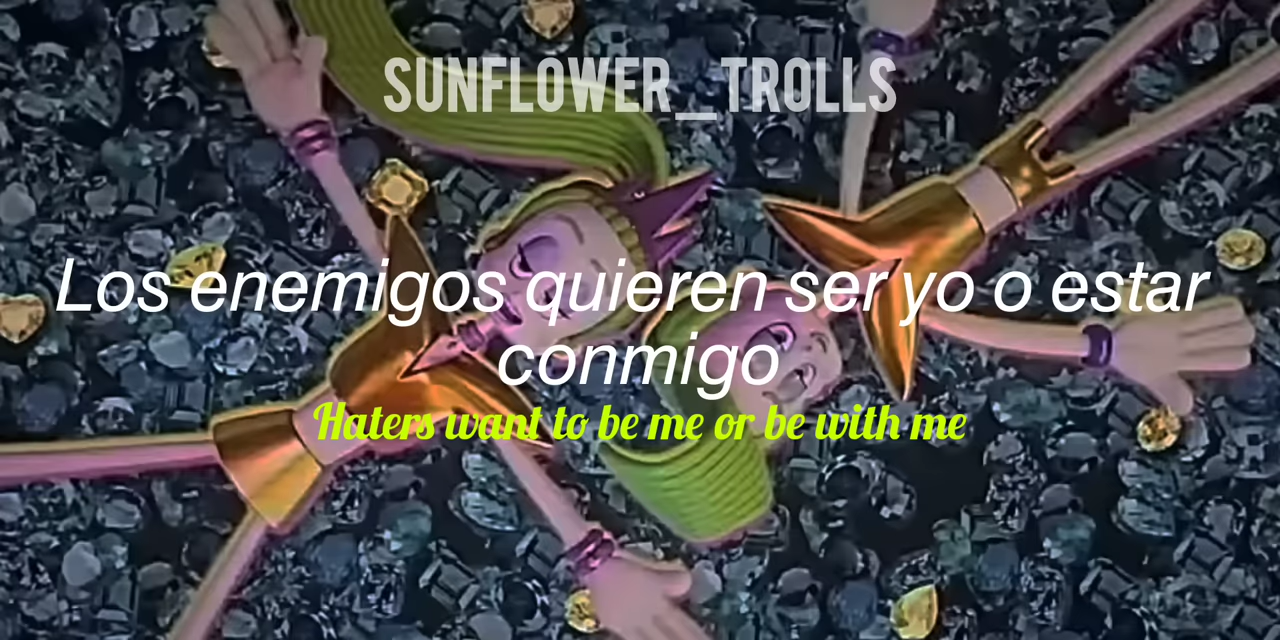 SUNFLOWER_TROLLS
Los enemigos quieren ser yo o estar
conmigo
Haters want to be me or be with me